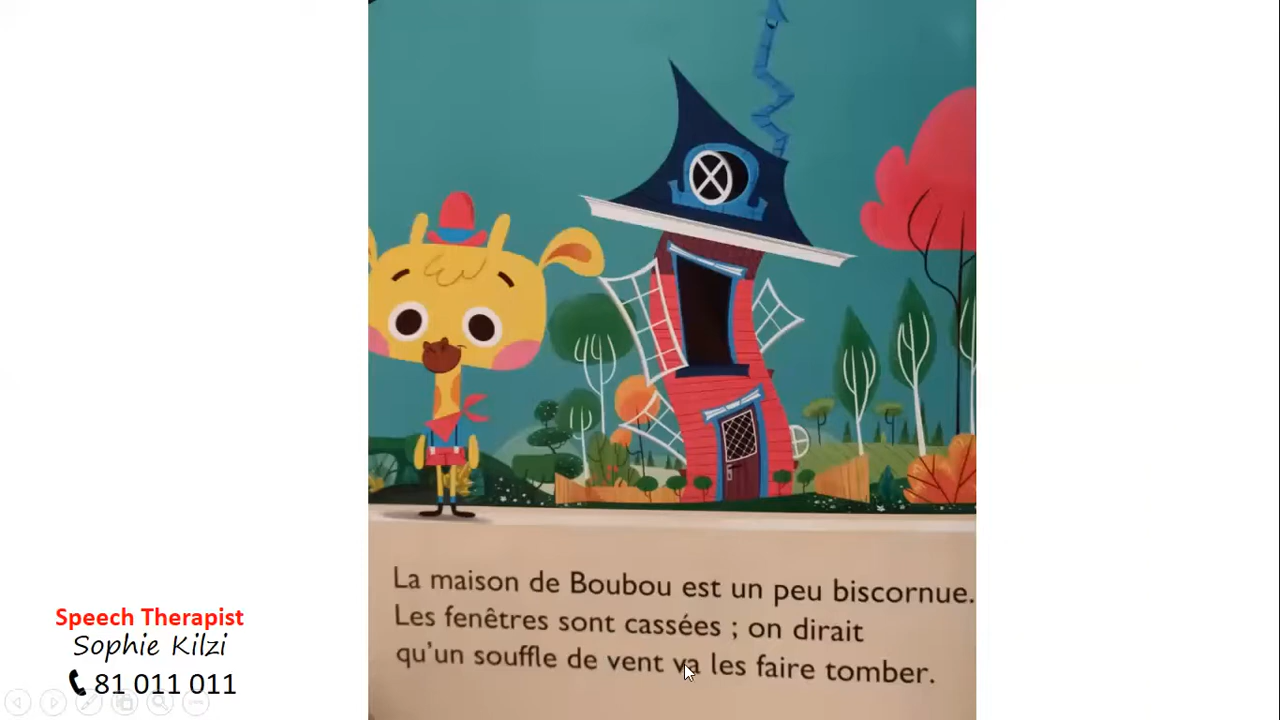 La maison de Boubou est un peu biscornue.
Les fenêtres sont cassées ; on dirait
qu'un souffle de vent va les faire tomber.
Speech Therapist
Sophie Kilzi
81 011 011